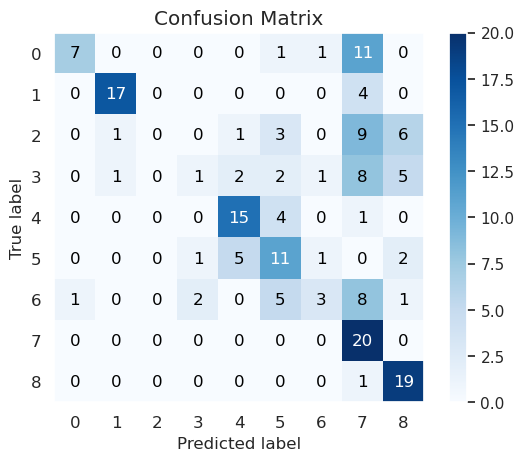 Confusion Matrix
0 7 0 0 0 0 1 1 11 0
1 0 17 0 0 0 0 0 4 0
2 0 1 0 0 1 3 0 9 6
3 0 1 0 1 2 2 1 8 5
4 0 0 0 0 15 4 0 1 0
5 0 0 0 1 5 11 1 0 2
6 1 0 0 2 0 5 3 8 1
7 0 0 0 0 0 0 0 20 0
8 0 0 0 0 0 0 0 1 19
0 1 2 3 4 5 6 7 8
Predicted label
True label
20.0
17.5
15.0
12.5
10.0
7.5
5.0
2.5
0.0